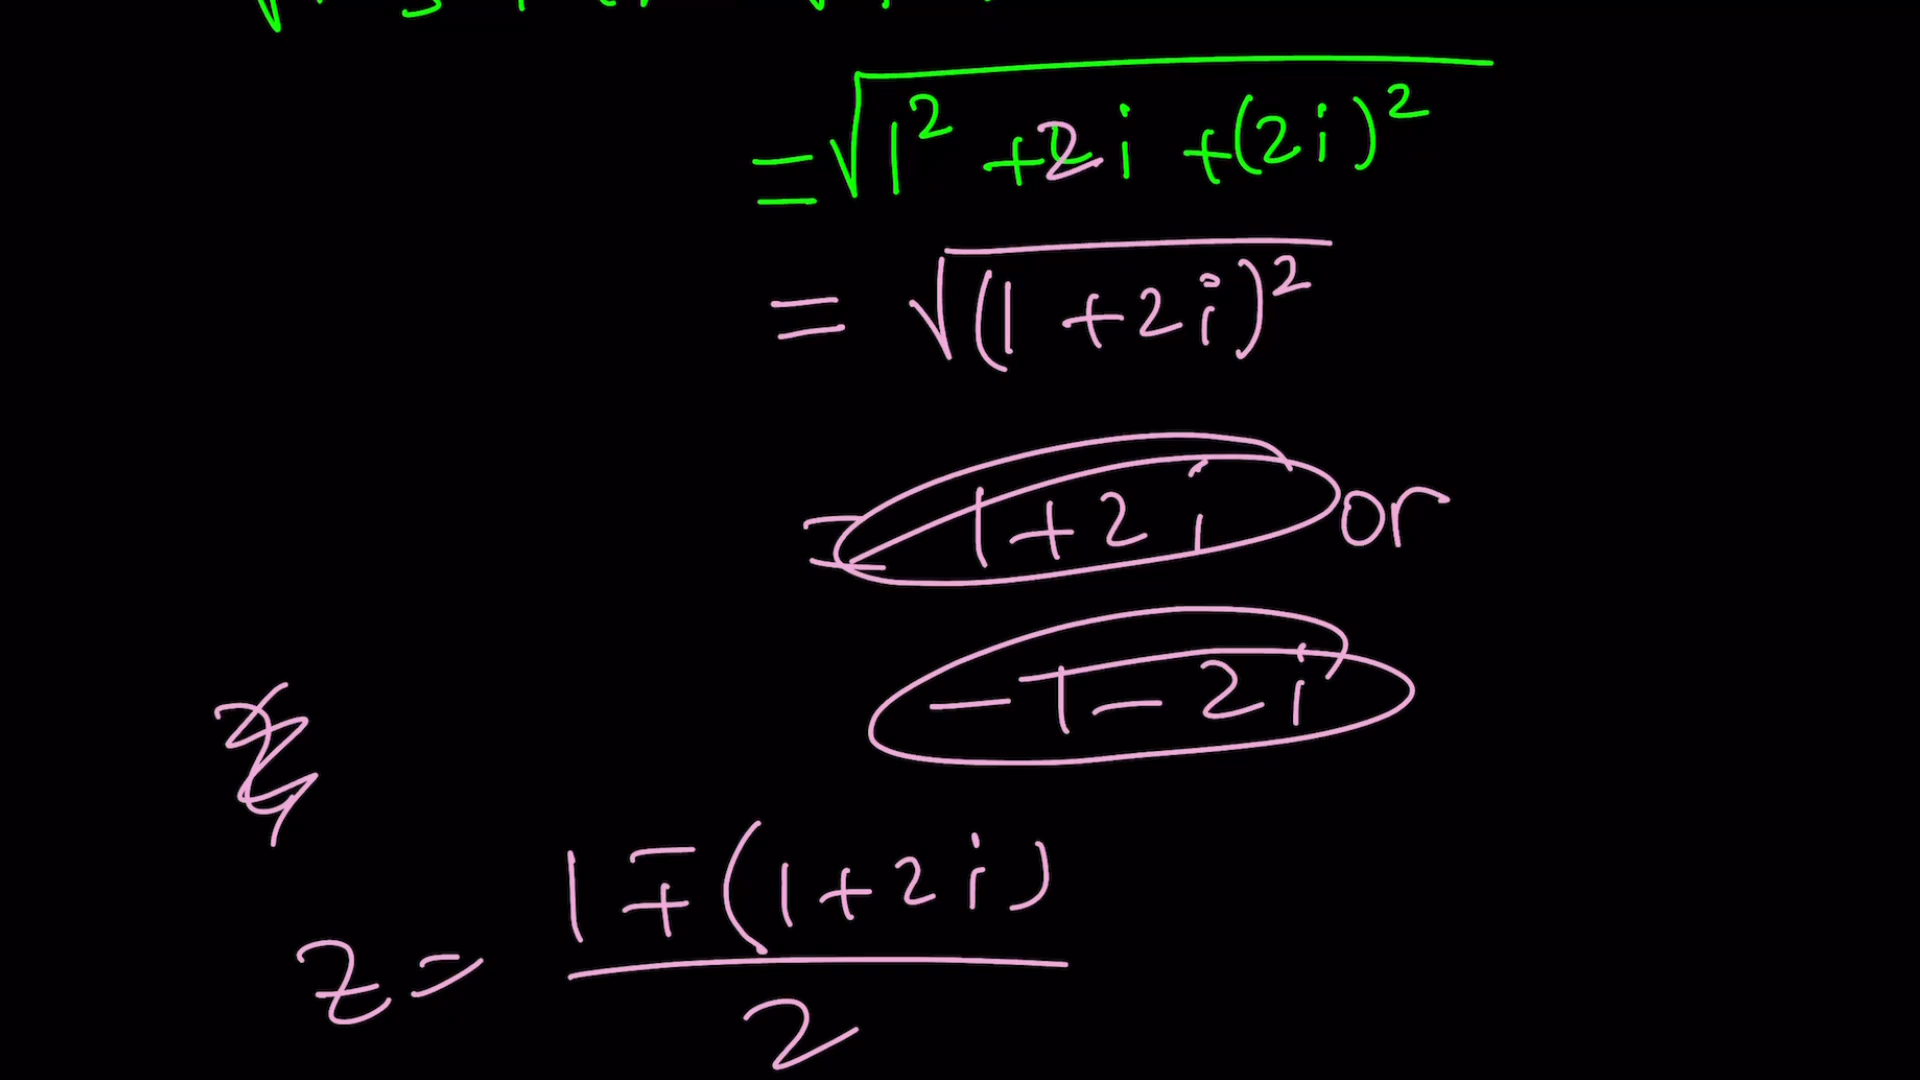 = √(1² + 2i + (2i)²)
= √((1 + 2i)²)
= 1 + 2i or
-1 - 2i
z = (1 ∓ (1 + 2i)) / 2